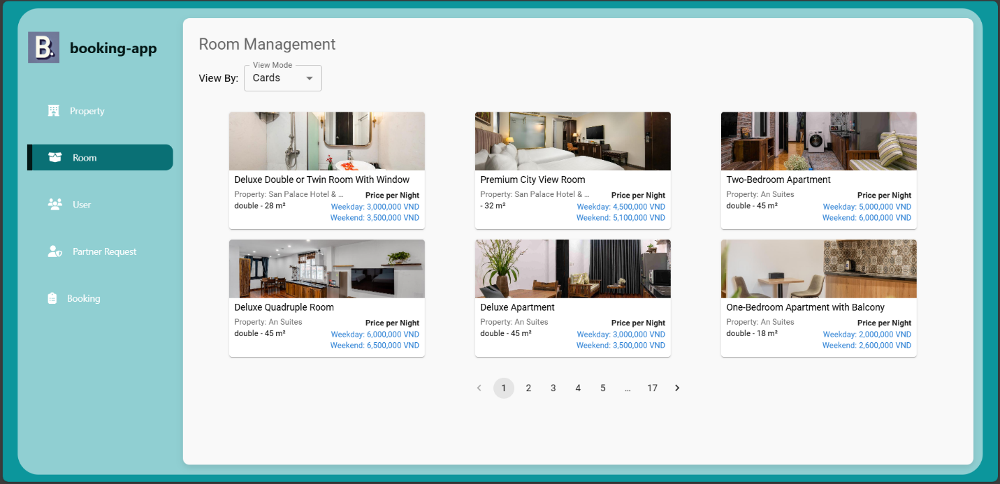 B.
booking-app
Property
Room
User
Partner Request
Booking
Room Management
View By:
View Mode
Cards
Deluxe Double or Twin Room With Window
Property: San Palace Hotel & ...
Price per Night
double - 28 m²
Weekday: 3,000,000 VND
Weekend: 3,500,000 VND
Premium City View Room
Property: San Palace Hotel & ...
Price per Night
- 32 m²
Weekday: 4,500,000 VND
Weekend: 5,100,000 VND
Two-Bedroom Apartment
Property: An Suites
Price per Night
double - 45 m²
Weekday: 5,000,000 VND
Weekend: 6,000,000 VND
Deluxe Quadruple Room
Property: An Suites
Price per Night
double - 45 m²
Weekday: 6,000,000 VND
Weekend: 6,500,000 VND
Deluxe Apartment
Property: An Suites
Price per Night
double - 45 m²
Weekday: 3,000,000 VND
Weekend: 3,500,000 VND
One-Bedroom Apartment with Balcony
Property: An Suites
Price per Night
double - 18 m²
Weekday: 2,000,000 VND
Weekend: 2,600,000 VND
1 2 3 4 5 ... 17